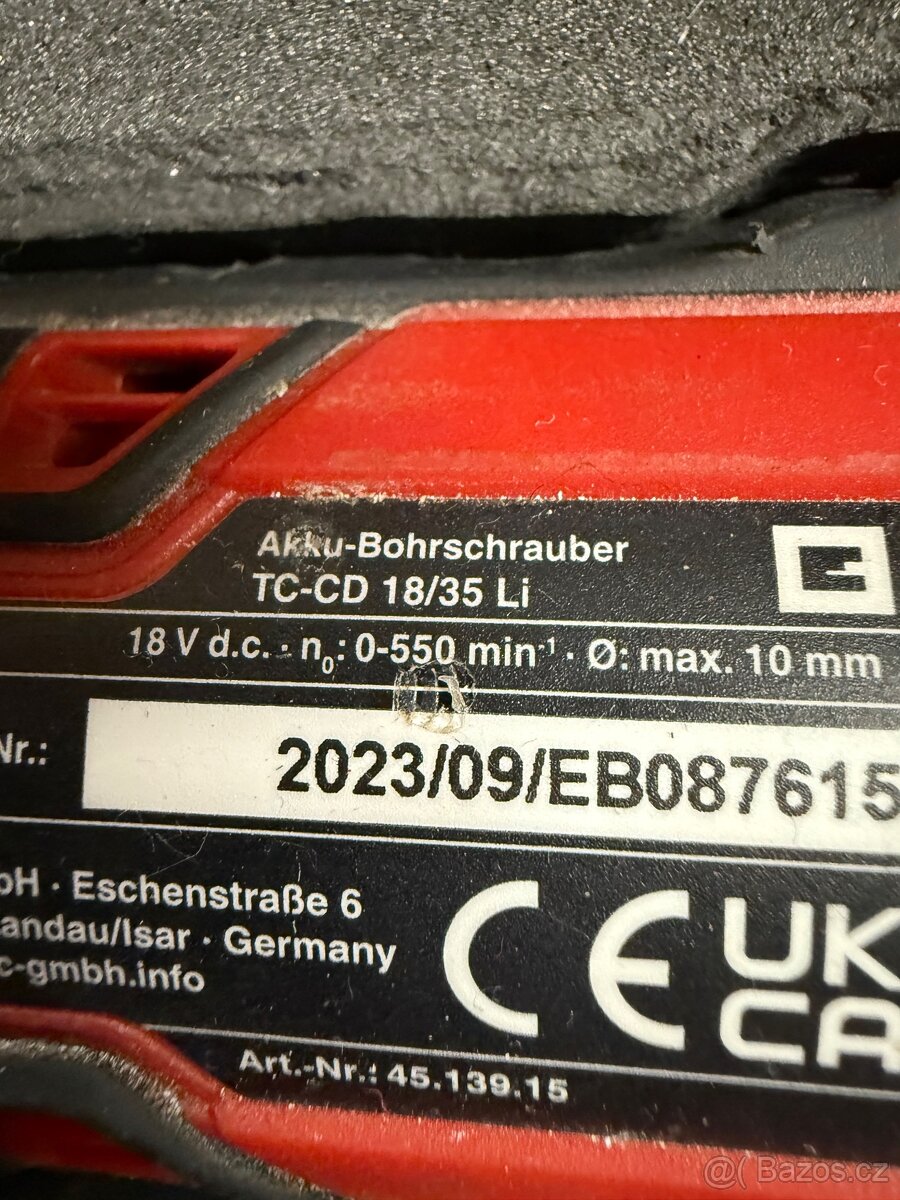 Akku-Bohrschrauber
TC-CD 18/35 Li
18 V d.c. · n₀: 0-550 min⁻¹ · Ø: max. 10 mm
Nr.:
2023/09/EB087615
bH · Eschenstraße 6
andau/Isar · Germany
c-gmbh.info
CE
UK
CA
Art.-Nr.: 45.139.15
@ Bazos.cz